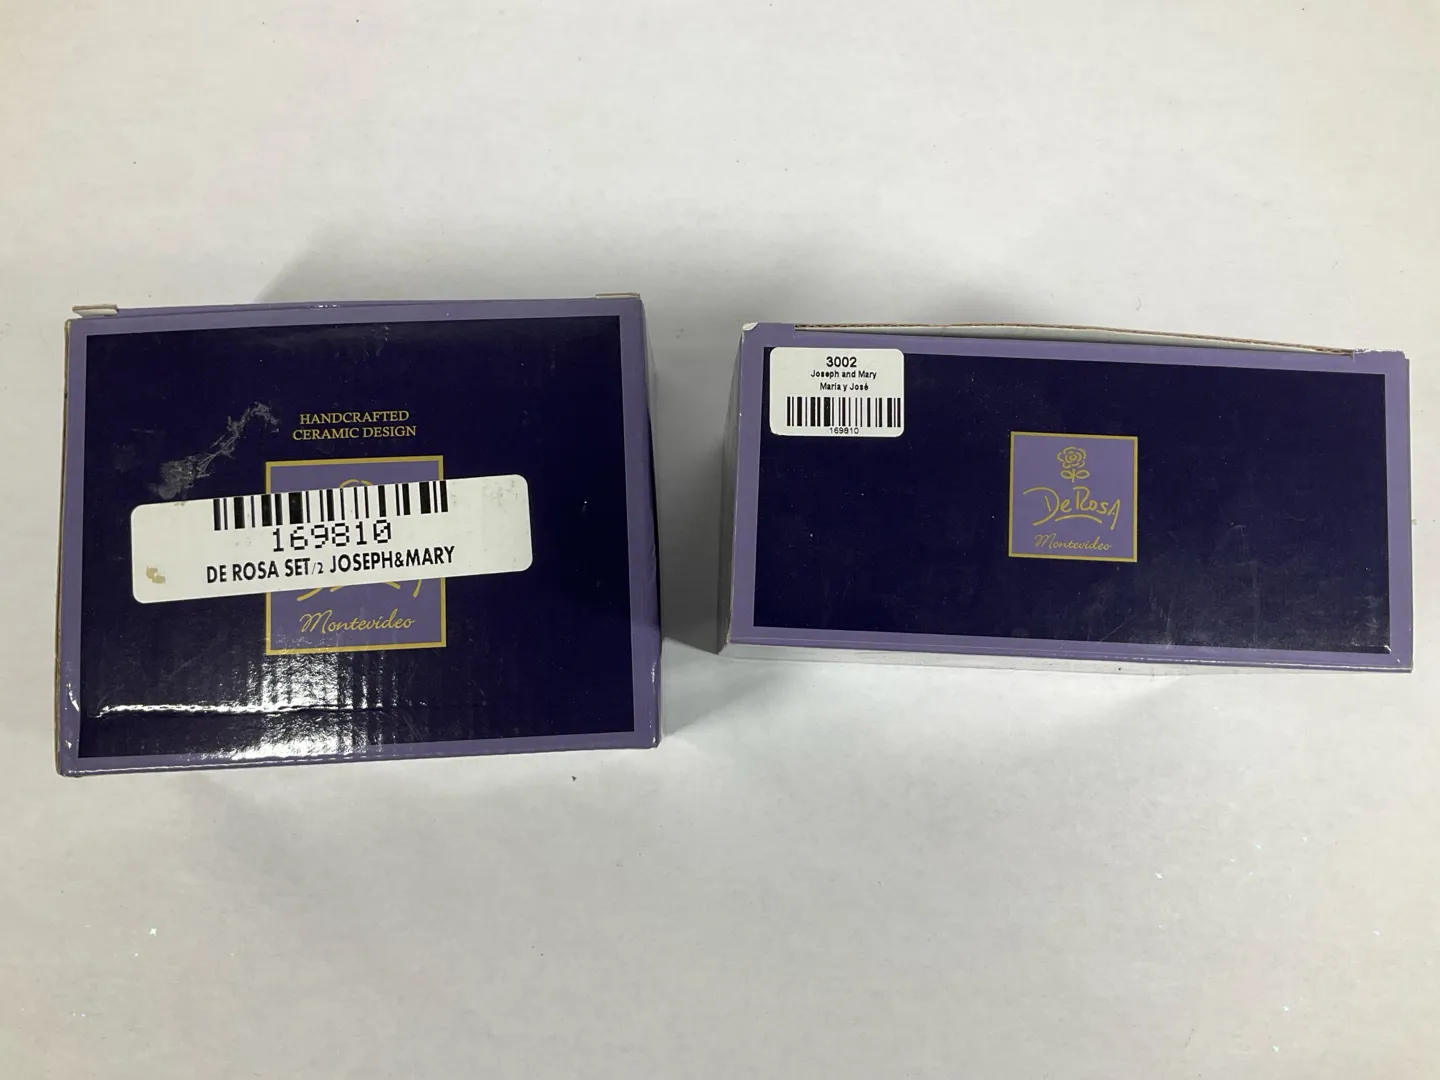 HANDCRAFTED
CERAMIC DESIGN
169810
DE ROSA SET/2 JOSEPH&MARY
Montevideo
3002
Joseph and Mary
María y José
169810
De Rosa
Montevideo